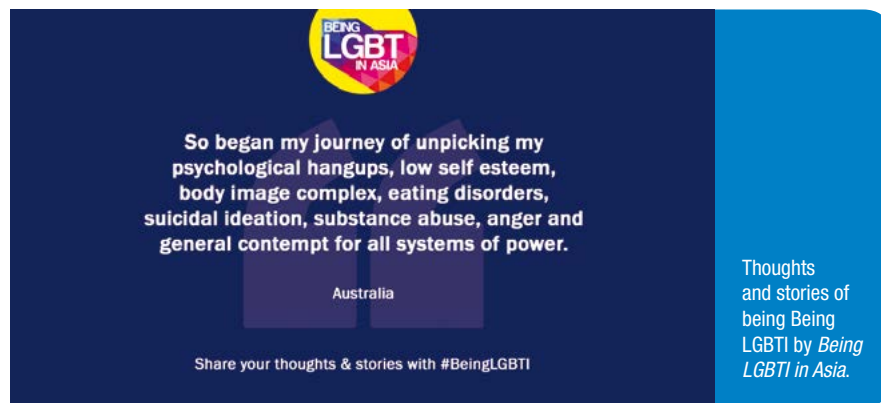 BEING
LGBT
IN ASIA
So began my journey of unpicking my
psychological hangups, low self esteem,
body image complex, eating disorders,
suicidal ideation, substance abuse, anger and
general contempt for all systems of power.
Australia
Share your thoughts & stories with #BeingLGBTI
Thoughts
and stories of
being Being
LGBTI by Being
LGBTI in Asia.